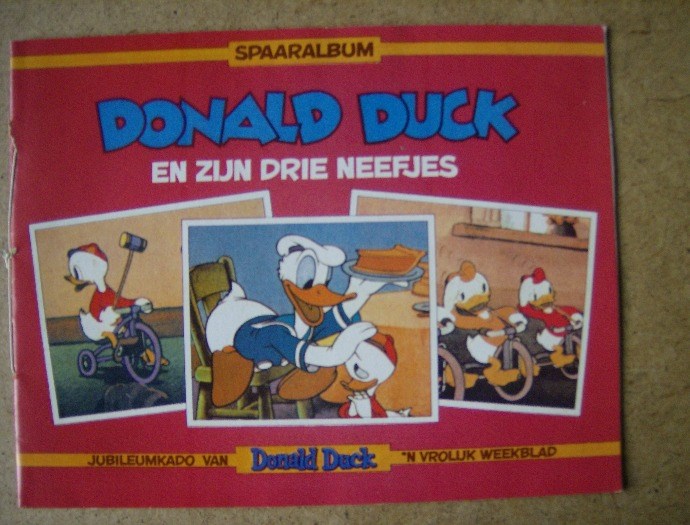 SPAARALBUM
DONALD DUCK
EN ZIJN DRIE NEEFJES
JUBILEUMKADO VAN Donald Duck 'N VROLIJK WEEKBLAD